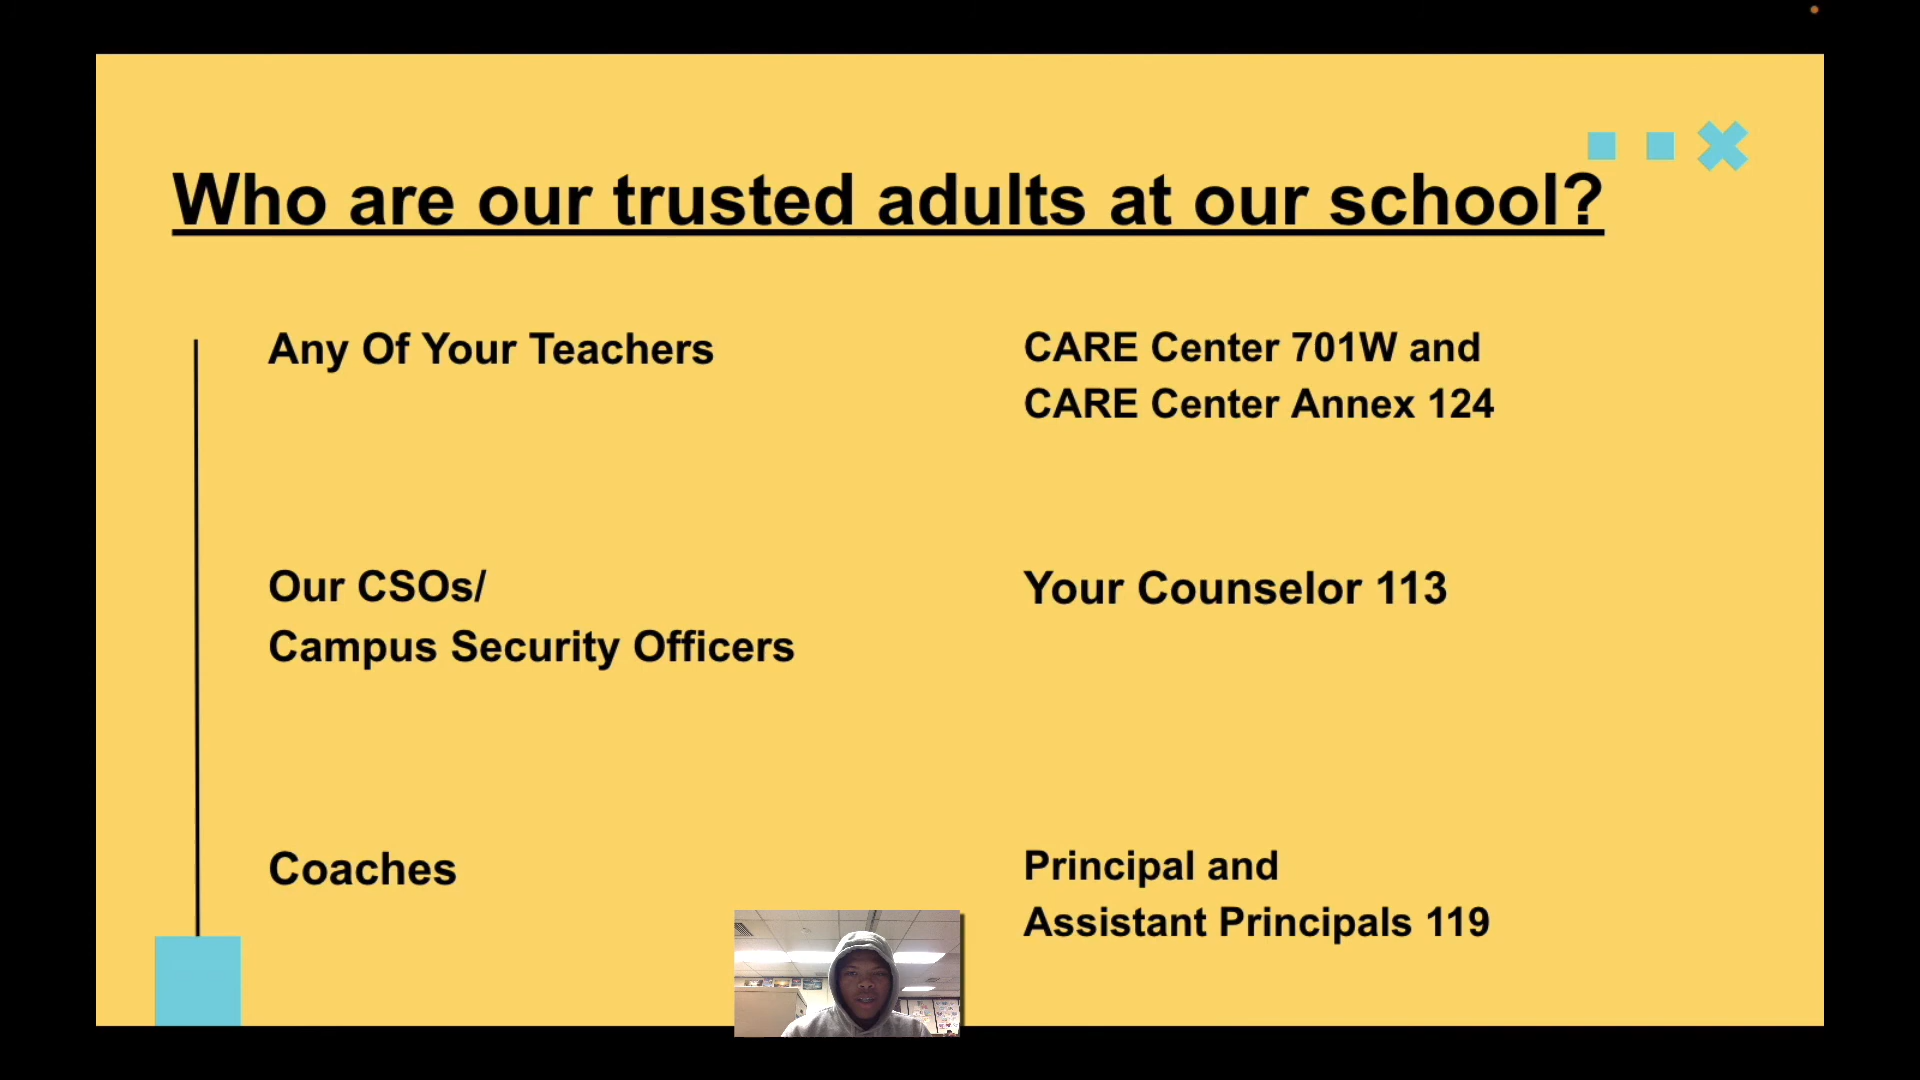 Who are our trusted adults at our school?
Any Of Your Teachers
CARE Center 701W and
CARE Center Annex 124
Our CSOs/
Campus Security Officers
Your Counselor 113
Coaches
Principal and
Assistant Principals 119